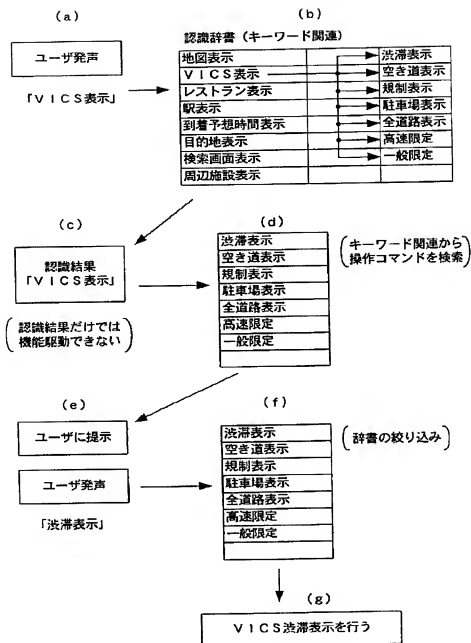 (a)
ユーザ発声
「ＶＩＣＳ表示」
(b)
認識辞書（キーワード関連）
地図表示
ＶＩＣＳ表示
レストラン表示
駅表示
到着予想時間表示
目的地表示
検索画面表示
周辺施設表示
渋滞表示
空き道表示
規制表示
駐車場表示
全道路表示
高速限定
一般限定
(c)
認識結果
「ＶＩＣＳ表示」
(認識結果だけでは
機能駆動できない)
(d)
渋滞表示
空き道表示
規制表示
駐車場表示
全道路表示
高速限定
一般限定
(キーワード関連から
操作コマンドを検索)
(e)
ユーザに提示
ユーザ発声
「渋滞表示」
(f)
渋滞表示
空き道表示
規制表示
駐車場表示
全道路表示
高速限定
一般限定
(辞書の絞り込み)
(g)
ＶＩＣＳ渋滞表示を行う